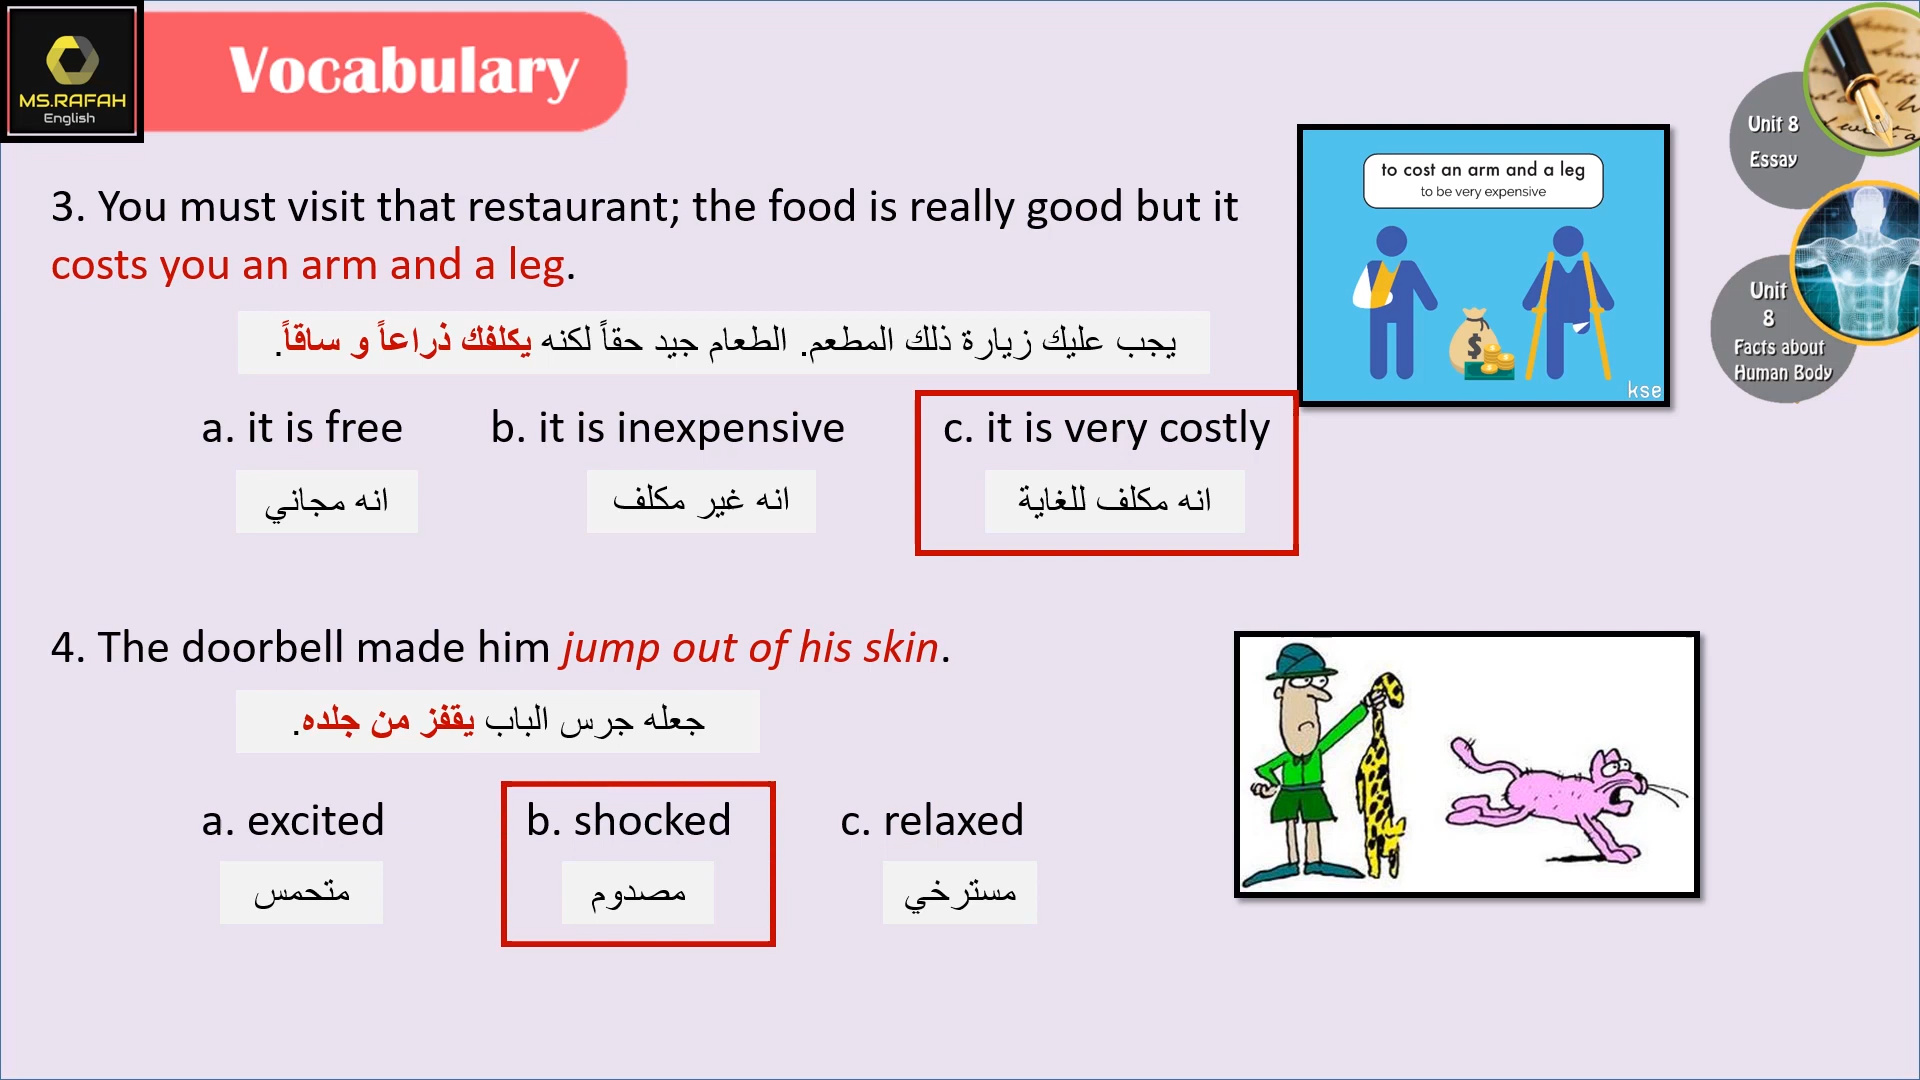 MS.RAFAH
English
Vocabulary
Unit 8
Essay
Unit
8
Facts about
Human Body
3. You must visit that restaurant; the food is really good but it
costs you an arm and a leg.
يجب عليك زيارة ذلك المطعم. الطعام جيد حقاً لكنه يكلفك ذراعاً و ساقاً.
to cost an arm and a leg
to be very expensive
$
kse
a. it is free
b. it is inexpensive
c. it is very costly
انه مجاني
انه غير مكلف
انه مكلف للغاية
4. The doorbell made him jump out of his skin.
جعله جرس الباب يقفز من جلده.
a. excited
b. shocked
c. relaxed
متحمس
مصدوم
مسترخي